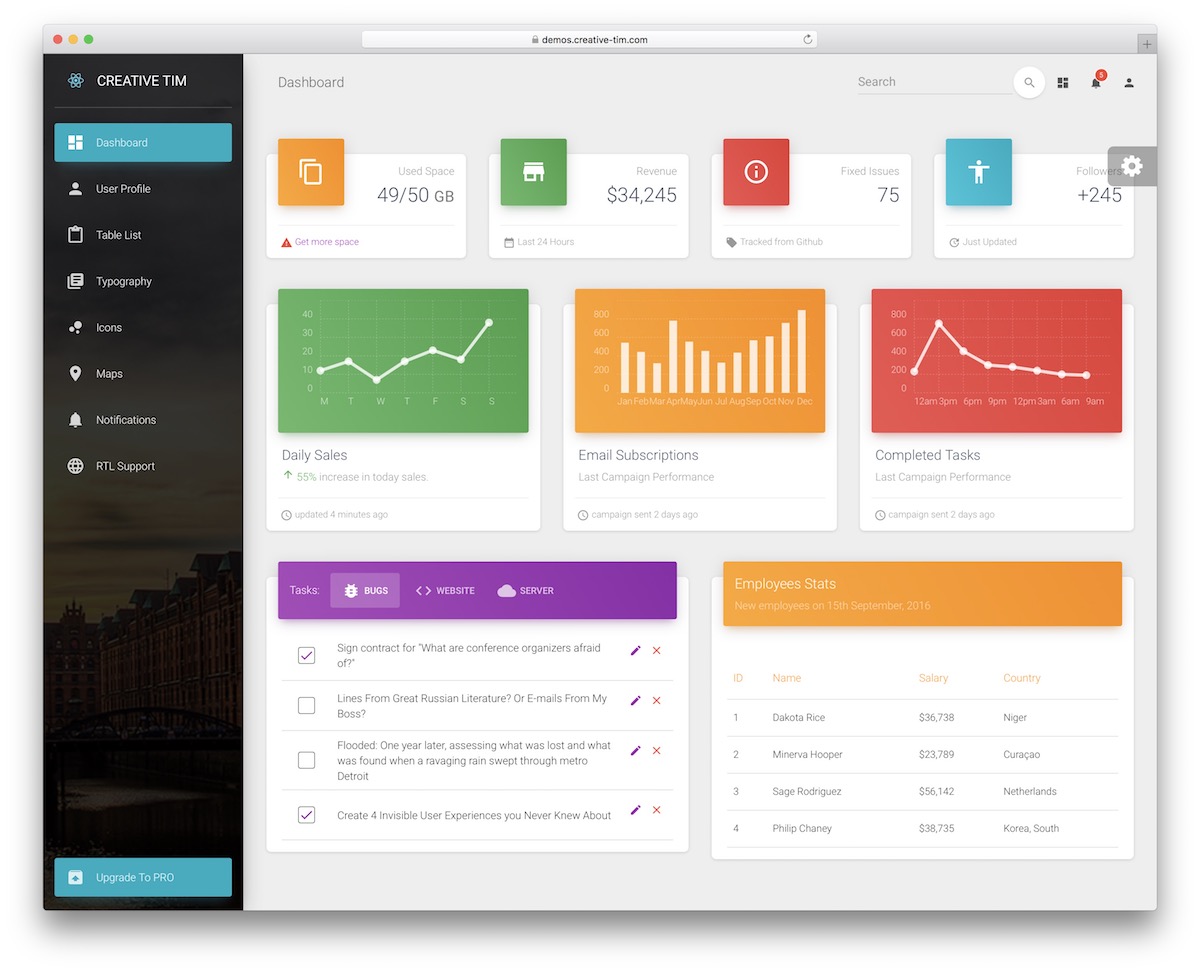 demos.creative-tim.com
CREATIVE TIM
Dashboard
User Profile
Table List
Typography
Icons
Maps
Notifications
RTL Support
Upgrade To PRO
Dashboard
Search
5
Used Space
49/50 GB
Get more space
Revenue
$34,245
Last 24 Hours
Fixed Issues
75
Tracked from Github
Followers
+245
Just Updated
40
30
20
10
0
M T W T F S S
Daily Sales
55% increase in today sales.
updated 4 minutes ago
800
600
400
200
0
Jan Feb Mar Apr May Jun Jul Aug Sep Oct Nov Dec
Email Subscriptions
Last Campaign Performance
campaign sent 2 days ago
800
600
400
200
0
12am 3pm 6pm 9pm 12pm 3am 6am 9am
Completed Tasks
Last Campaign Performance
campaign sent 2 days ago
Tasks: BUGS WEBSITE SERVER
Sign contract for "What are conference organizers afraid
of?"
Lines From Great Russian Literature? Or E-mails From My
Boss?
Flooded: One year later, assessing what was lost and what
was found when a ravaging rain swept through metro
Detroit
Create 4 Invisible User Experiences you Never Knew About
Employees Stats
New employees on 15th September, 2016
ID Name Salary Country
1 Dakota Rice $36,738 Niger
2 Minerva Hooper $23,789 Curaçao
3 Sage Rodriguez $56,142 Netherlands
4 Philip Chaney $38,735 Korea, South